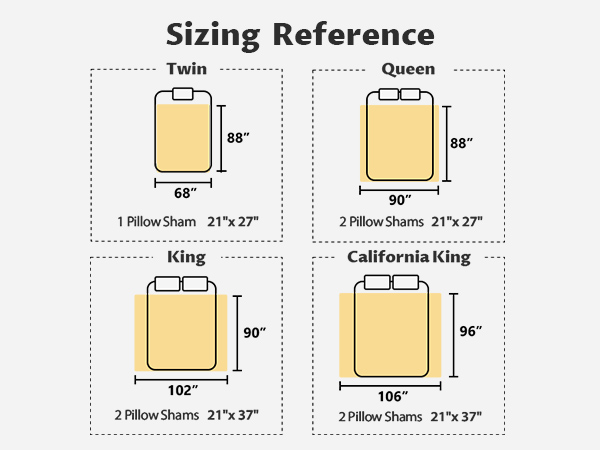 Sizing Reference
Twin
88”
68”
1 Pillow Sham 21"x 27"
Queen
88”
90”
2 Pillow Shams 21"x 27"
King
90”
102”
2 Pillow Shams 21"x 37"
California King
96”
106”
2 Pillow Shams 21"x 37"